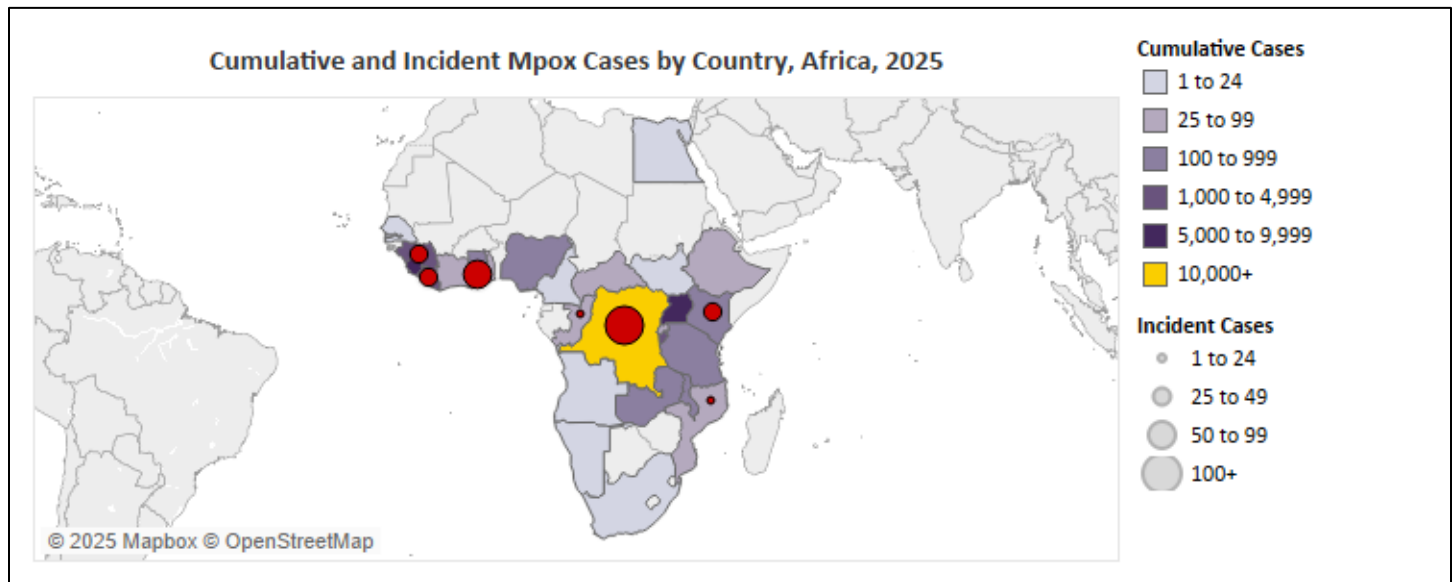 Cumulative and Incident Mpox Cases by Country, Africa, 2025
Cumulative Cases
1 to 24
25 to 99
100 to 999
1,000 to 4,999
5,000 to 9,999
10,000+
Incident Cases
1 to 24
25 to 49
50 to 99
100+
© 2025 Mapbox © OpenStreetMap